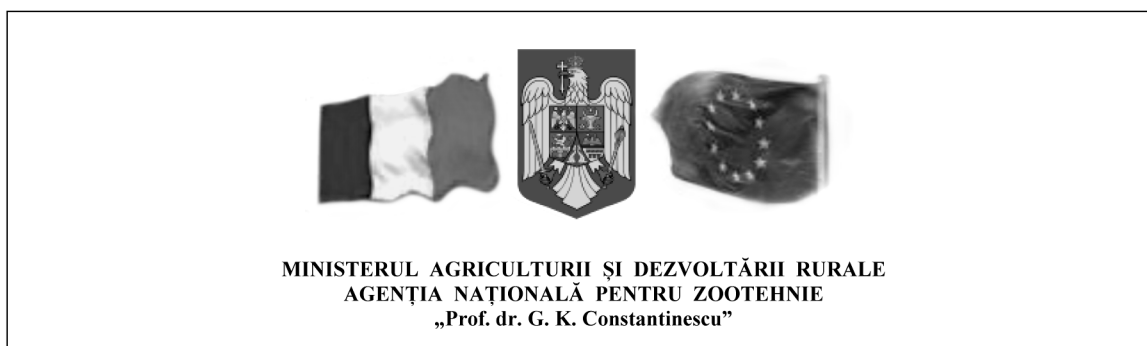 MINISTERUL AGRICULTURII ȘI DEZVOLTĂRII RURALE
AGENȚIA NAȚIONALĂ PENTRU ZOOTEHNIE
„Prof. dr. G. K. Constantinescu”